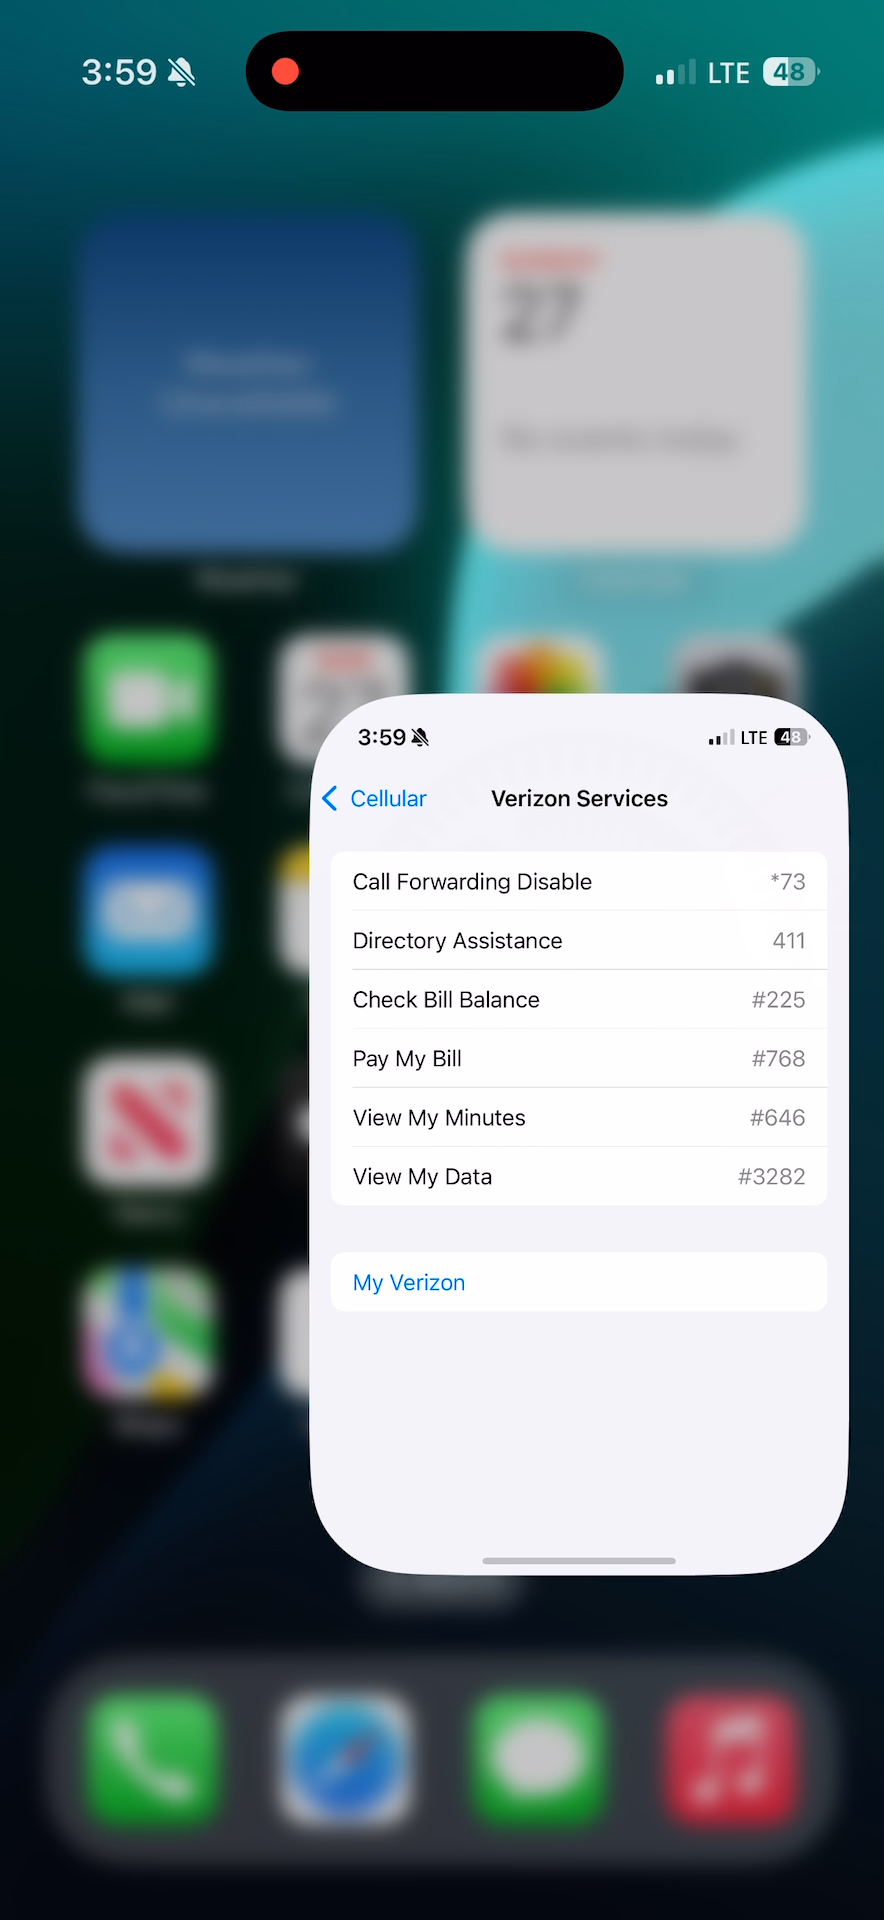 3:59 LTE 48
27
3:59 LTE 48
Cellular Verizon Services
Call Forwarding Disable *73
Directory Assistance 411
Check Bill Balance #225
Pay My Bill #768
View My Minutes #646
View My Data #3282
My Verizon